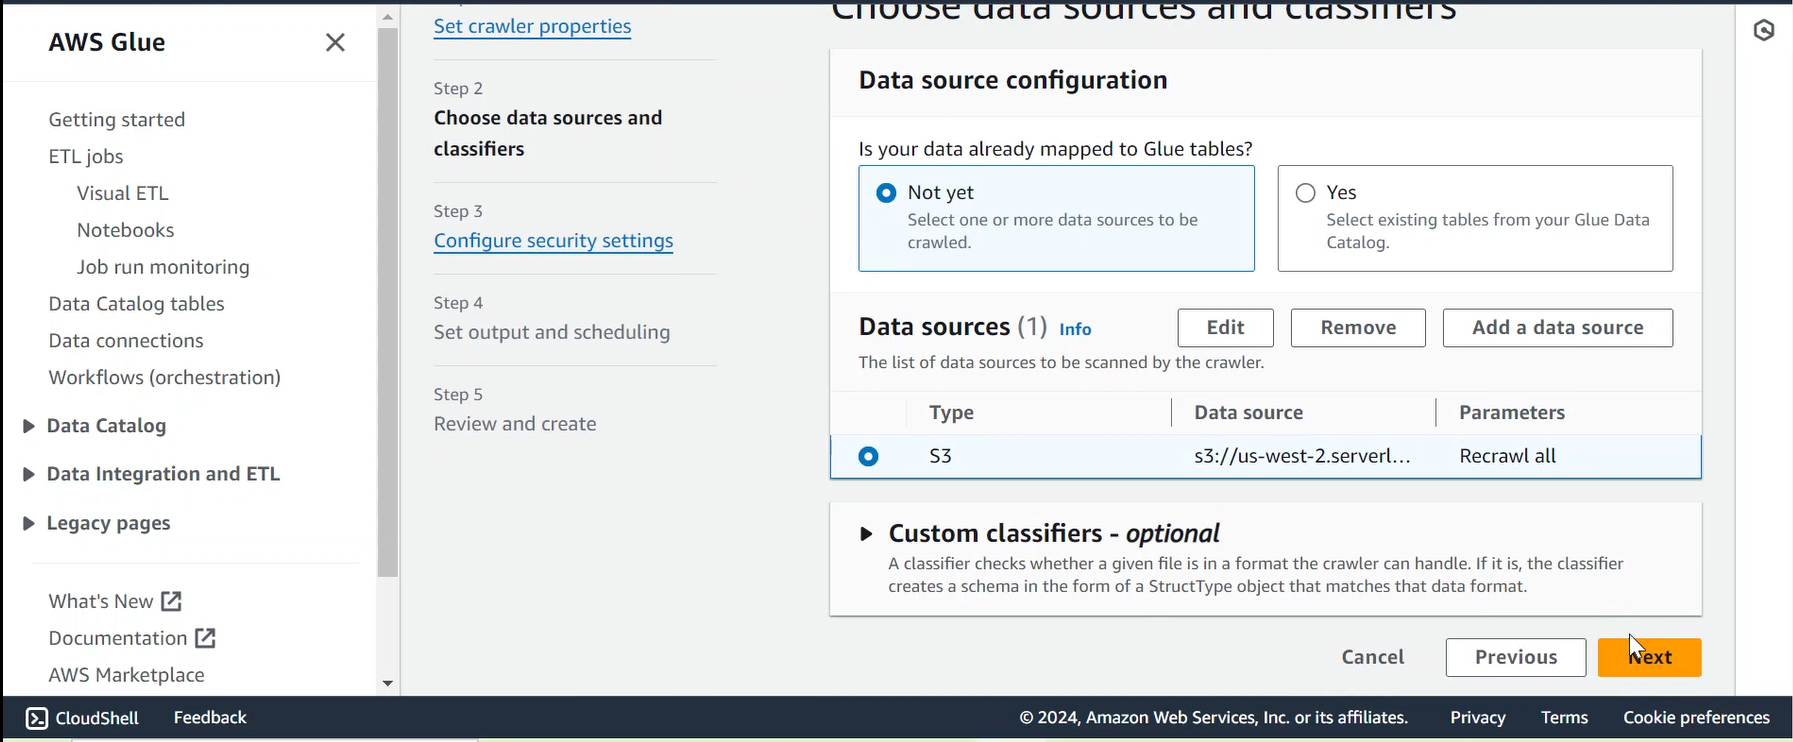 AWS Glue
Getting started
ETL jobs
Visual ETL
Notebooks
Job run monitoring
Data Catalog tables
Data connections
Workflows (orchestration)
Data Catalog
Data Integration and ETL
Legacy pages
What's New
Documentation
AWS Marketplace
Set crawler properties
Step 2
Choose data sources and
classifiers
Step 3
Configure security settings
Step 4
Set output and scheduling
Step 5
Review and create
Choose data sources and classifiers
Data source configuration
Is your data already mapped to Glue tables?
Not yet
Select one or more data sources to be
crawled.
Yes
Select existing tables from your Glue Data
Catalog.
Data sources (1) Info
Edit
Remove
Add a data source
The list of data sources to be scanned by the crawler.
Type Data source Parameters
S3 s3://us-west-2.serverl... Recrawl all
Custom classifiers - optional
A classifier checks whether a given file is in a format the crawler can handle. If it is, the classifier
creates a schema in the form of a StructType object that matches that data format.
Cancel
Previous
Next
CloudShell Feedback © 2024, Amazon Web Services, Inc. or its affiliates. Privacy Terms Cookie preferences